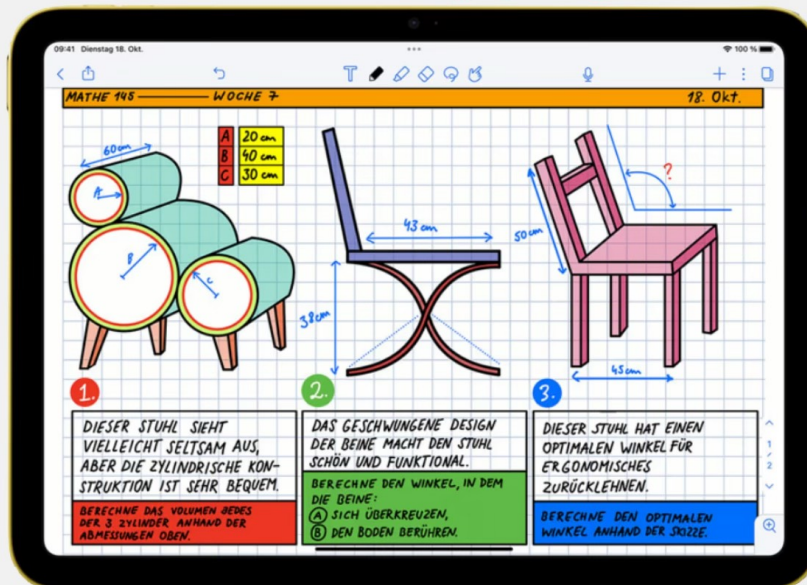 09:41 Dienstag 18. Okt.
100 %
MATHE 145 WOCHE 7
18. Okt.
60 cm
A 20 cm
B 40 cm
C 30 cm
A
B
C
43 cm
38 cm
?
50 cm
45 cm
1.
DIESER STUHL SIEHT
VIELLEICHT SELTSAM AUS,
ABER DIE ZYLINDRISCHE KON-
STRUKTION IST SEHR BEQUEM.
BERECHNE DAS VOLUMEN JEDES
DER 3 ZYLINDER ANHAND DER
ABMESSUNGEN OBEN.
2.
DAS GESCHWUNGENE DESIGN
DER BEINE MACHT DEN STUHL
SCHÖN UND FUNKTIONAL.
BERECHNE DEN WINKEL, IN DEM
DIE BEINE:
A SICH ÜBERKREUZEN,
B DEN BODEN BERÜHREN.
3.
DIESER STUHL HAT EINEN
OPTIMALEN WINKEL FÜR
ERGONOMISCHES
ZURÜCKLEHNEN.
BERECHNE DEN OPTIMALEN
WINKEL ANHAND DER SKIZZE.
1
2